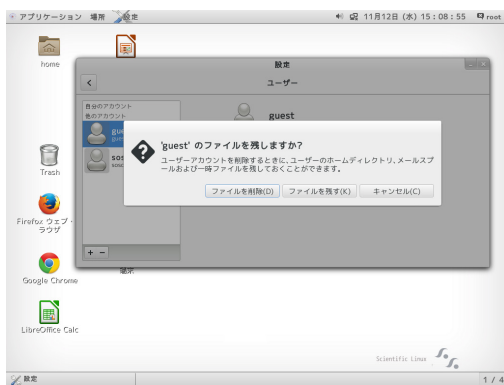 アプリケーション 場所 設定
11月12日 (水) 15:08:55 root
home
設定
ユーザー
自分のアカウント
他のアカウント
guest
'guest' のファイルを残しますか?
ユーザーアカウントを削除するときに、ユーザーのホームディレクトリ、メールスプ
ールおよび一時ファイルを残しておくことができます。
ファイルを削除(D) ファイルを残す(K) キャンセル(C)
Trash
Firefox ウェブ・
ラウザ
端末
Google Chrome
LibreOffice Calc
Scientific Linux
設定
1 / 4